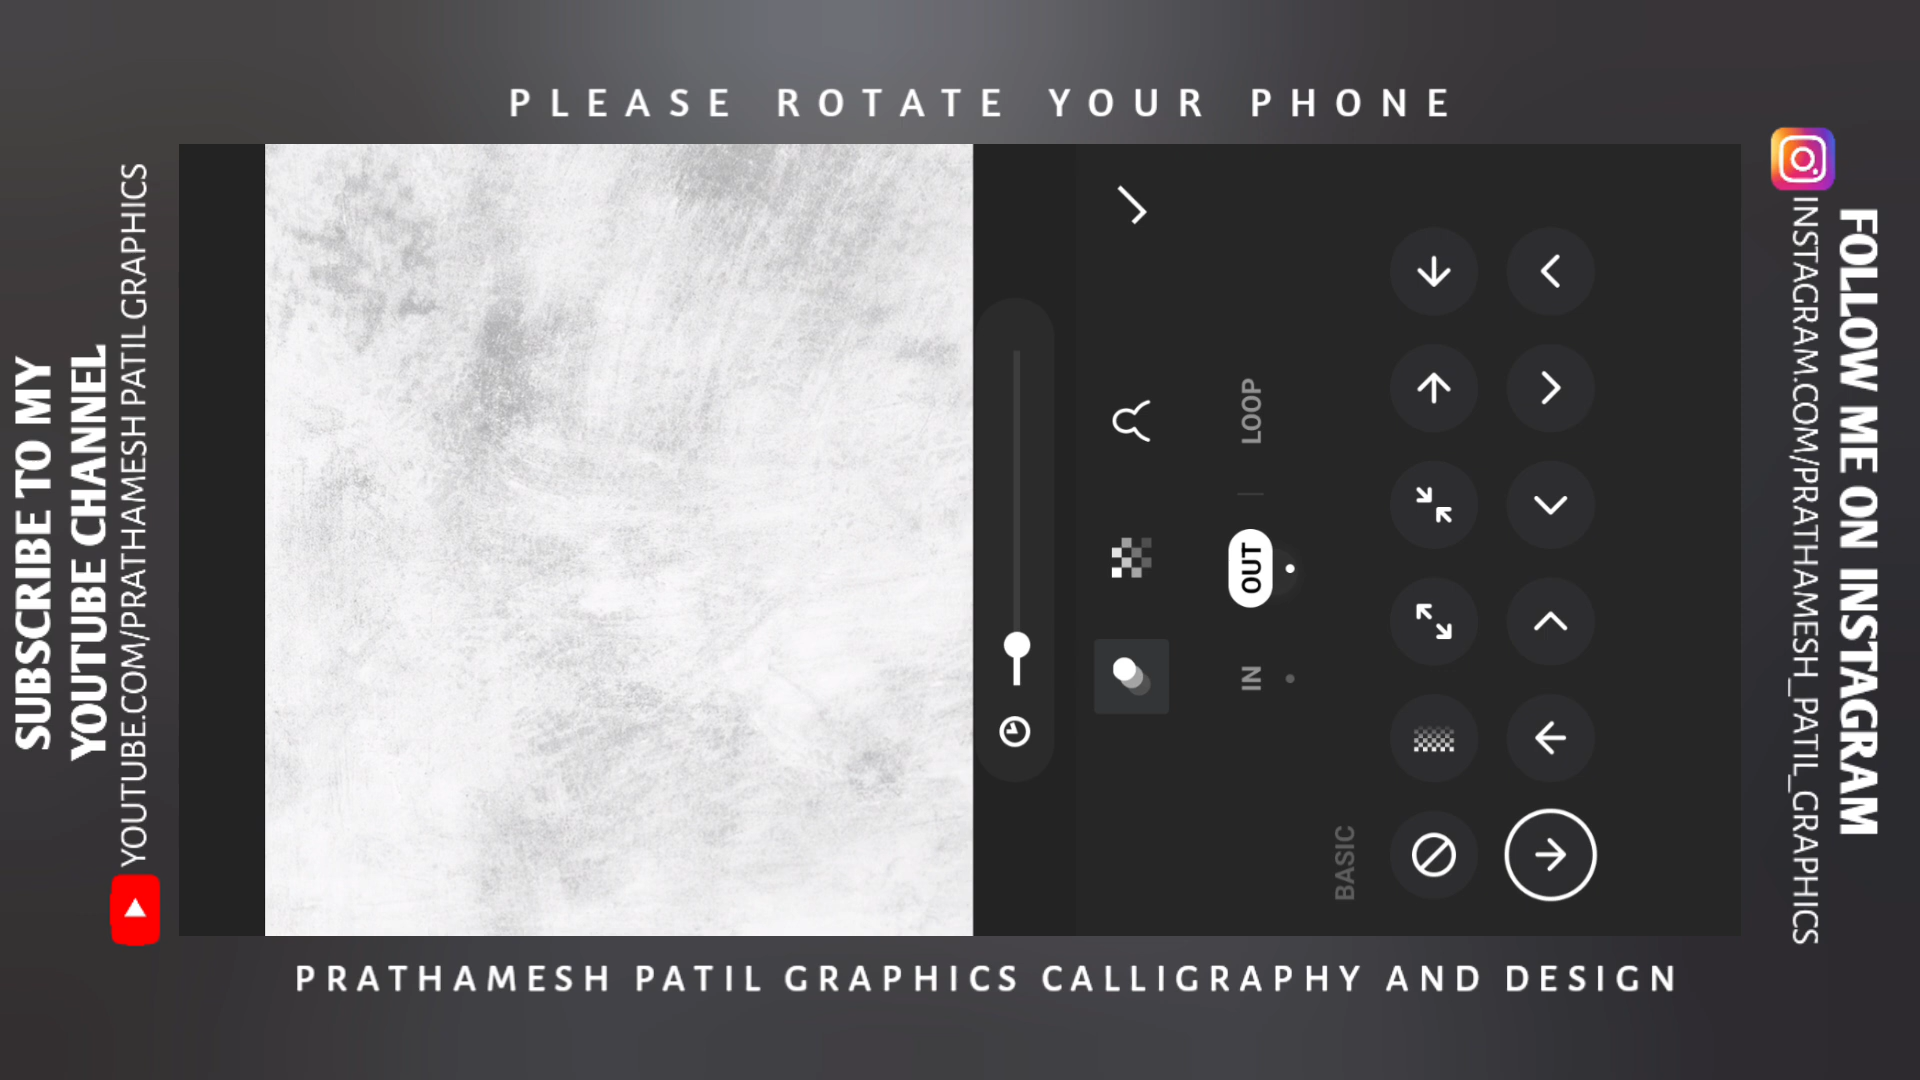 PLEASE ROTATE YOUR PHONE
SUBSCRIBE TO MY
YOUTUBE CHANNEL
YOUTUBE.COM/PRATHAMESH PATIL GRAPHICS
LOOP
OUT
IN
BASIC
FOLLOW ME ON INSTAGRAM
INSTAGRAM.COM/PRATHAMESH_PATIL_GRAPHICS
PRATHAMESH PATIL GRAPHICS CALLIGRAPHY AND DESIGN